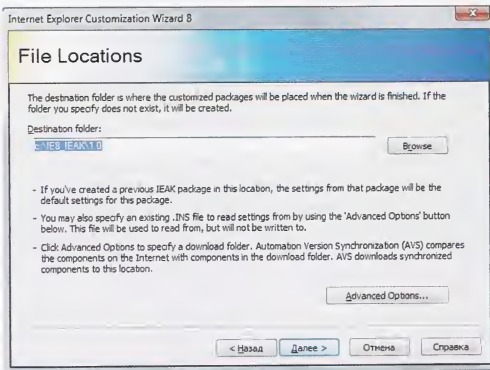 Internet Explorer Customization Wizard 8
File Locations
The destination folder is where the customized packages will be placed when the wizard is finished. If the
folder you specify does not exist, it will be created.
Destination folder:
c:\IE8_IEAK\1.0
Browse
- If you've created a previous IEAK package in this location, the settings from that package will be the
default settings for this package.
- You may also specify an existing .INS file to read settings from by using the 'Advanced Options' button
below. This file will be used to read from, but will not be written to.
- Click Advanced Options to specify a download folder. Automation Version Synchronization (AVS) compares
the components on the Internet with components in the download folder. AVS downloads synchronized
components to this location.
Advanced Options...
< Назад
Далее >
Отмена
Справка